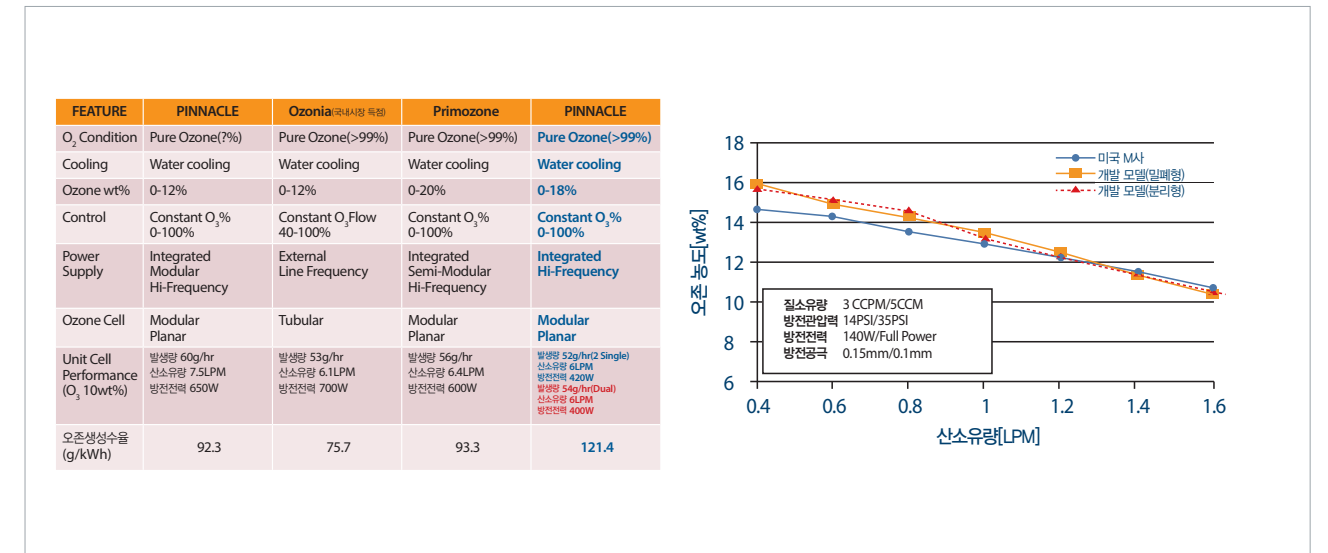 FEATURE PINNACLE Ozonia(국내시장 득점) Primozone PINNACLE
O₂ Condition Pure Ozone(?%) Pure Ozone(>99%) Pure Ozone(>99%) Pure Ozone(>99%)
Cooling Water cooling Water cooling Water cooling Water cooling
Ozone wt% 0-12% 0-12% 0-20% 0-18%
Control Constant O₃% Constant O₃Flow Constant O₃% Constant O₃%
0-100% 40-100% 0-100% 0-100%
Power Integrated External Integrated Integrated
Supply Modular Line Frequency Semi-Modular Hi-Frequency
Hi-Frequency Hi-Frequency
Ozone Cell Modular Tubular Modular Modular
Planar Planar Planar
Unit Cell
Performance
(O₃ 10wt%)
발생량 60g/hr
산소유량 7.5LPM
방전전력 650W
발생량 53g/hr
산소유량 6.1LPM
방전전력 700W
발생량 56g/hr
산소유량 6.4LPM
방전전력 600W
발생량 52g/hr(2 Single)
산소유량 6LPM
방전전력 420W
발생량 54g/hr(Dual)
산소유량 6LPM
방전전력 400W
오존생성수율
(g/kWh)
92.3 75.7 93.3 121.4
오존 농도[wt%]
18
16
14
12
10
8
6
미국 M사
개발 모델(밀폐형)
개발 모델(분리형)
질소유량 3 CCPM/5CCM
방전관압력 14PSI/35PSI
방전전력 140W/Full Power
방전공극 0.15mm/0.1mm
0.4 0.6 0.8 1 1.2 1.4 1.6
산소유량[LPM]